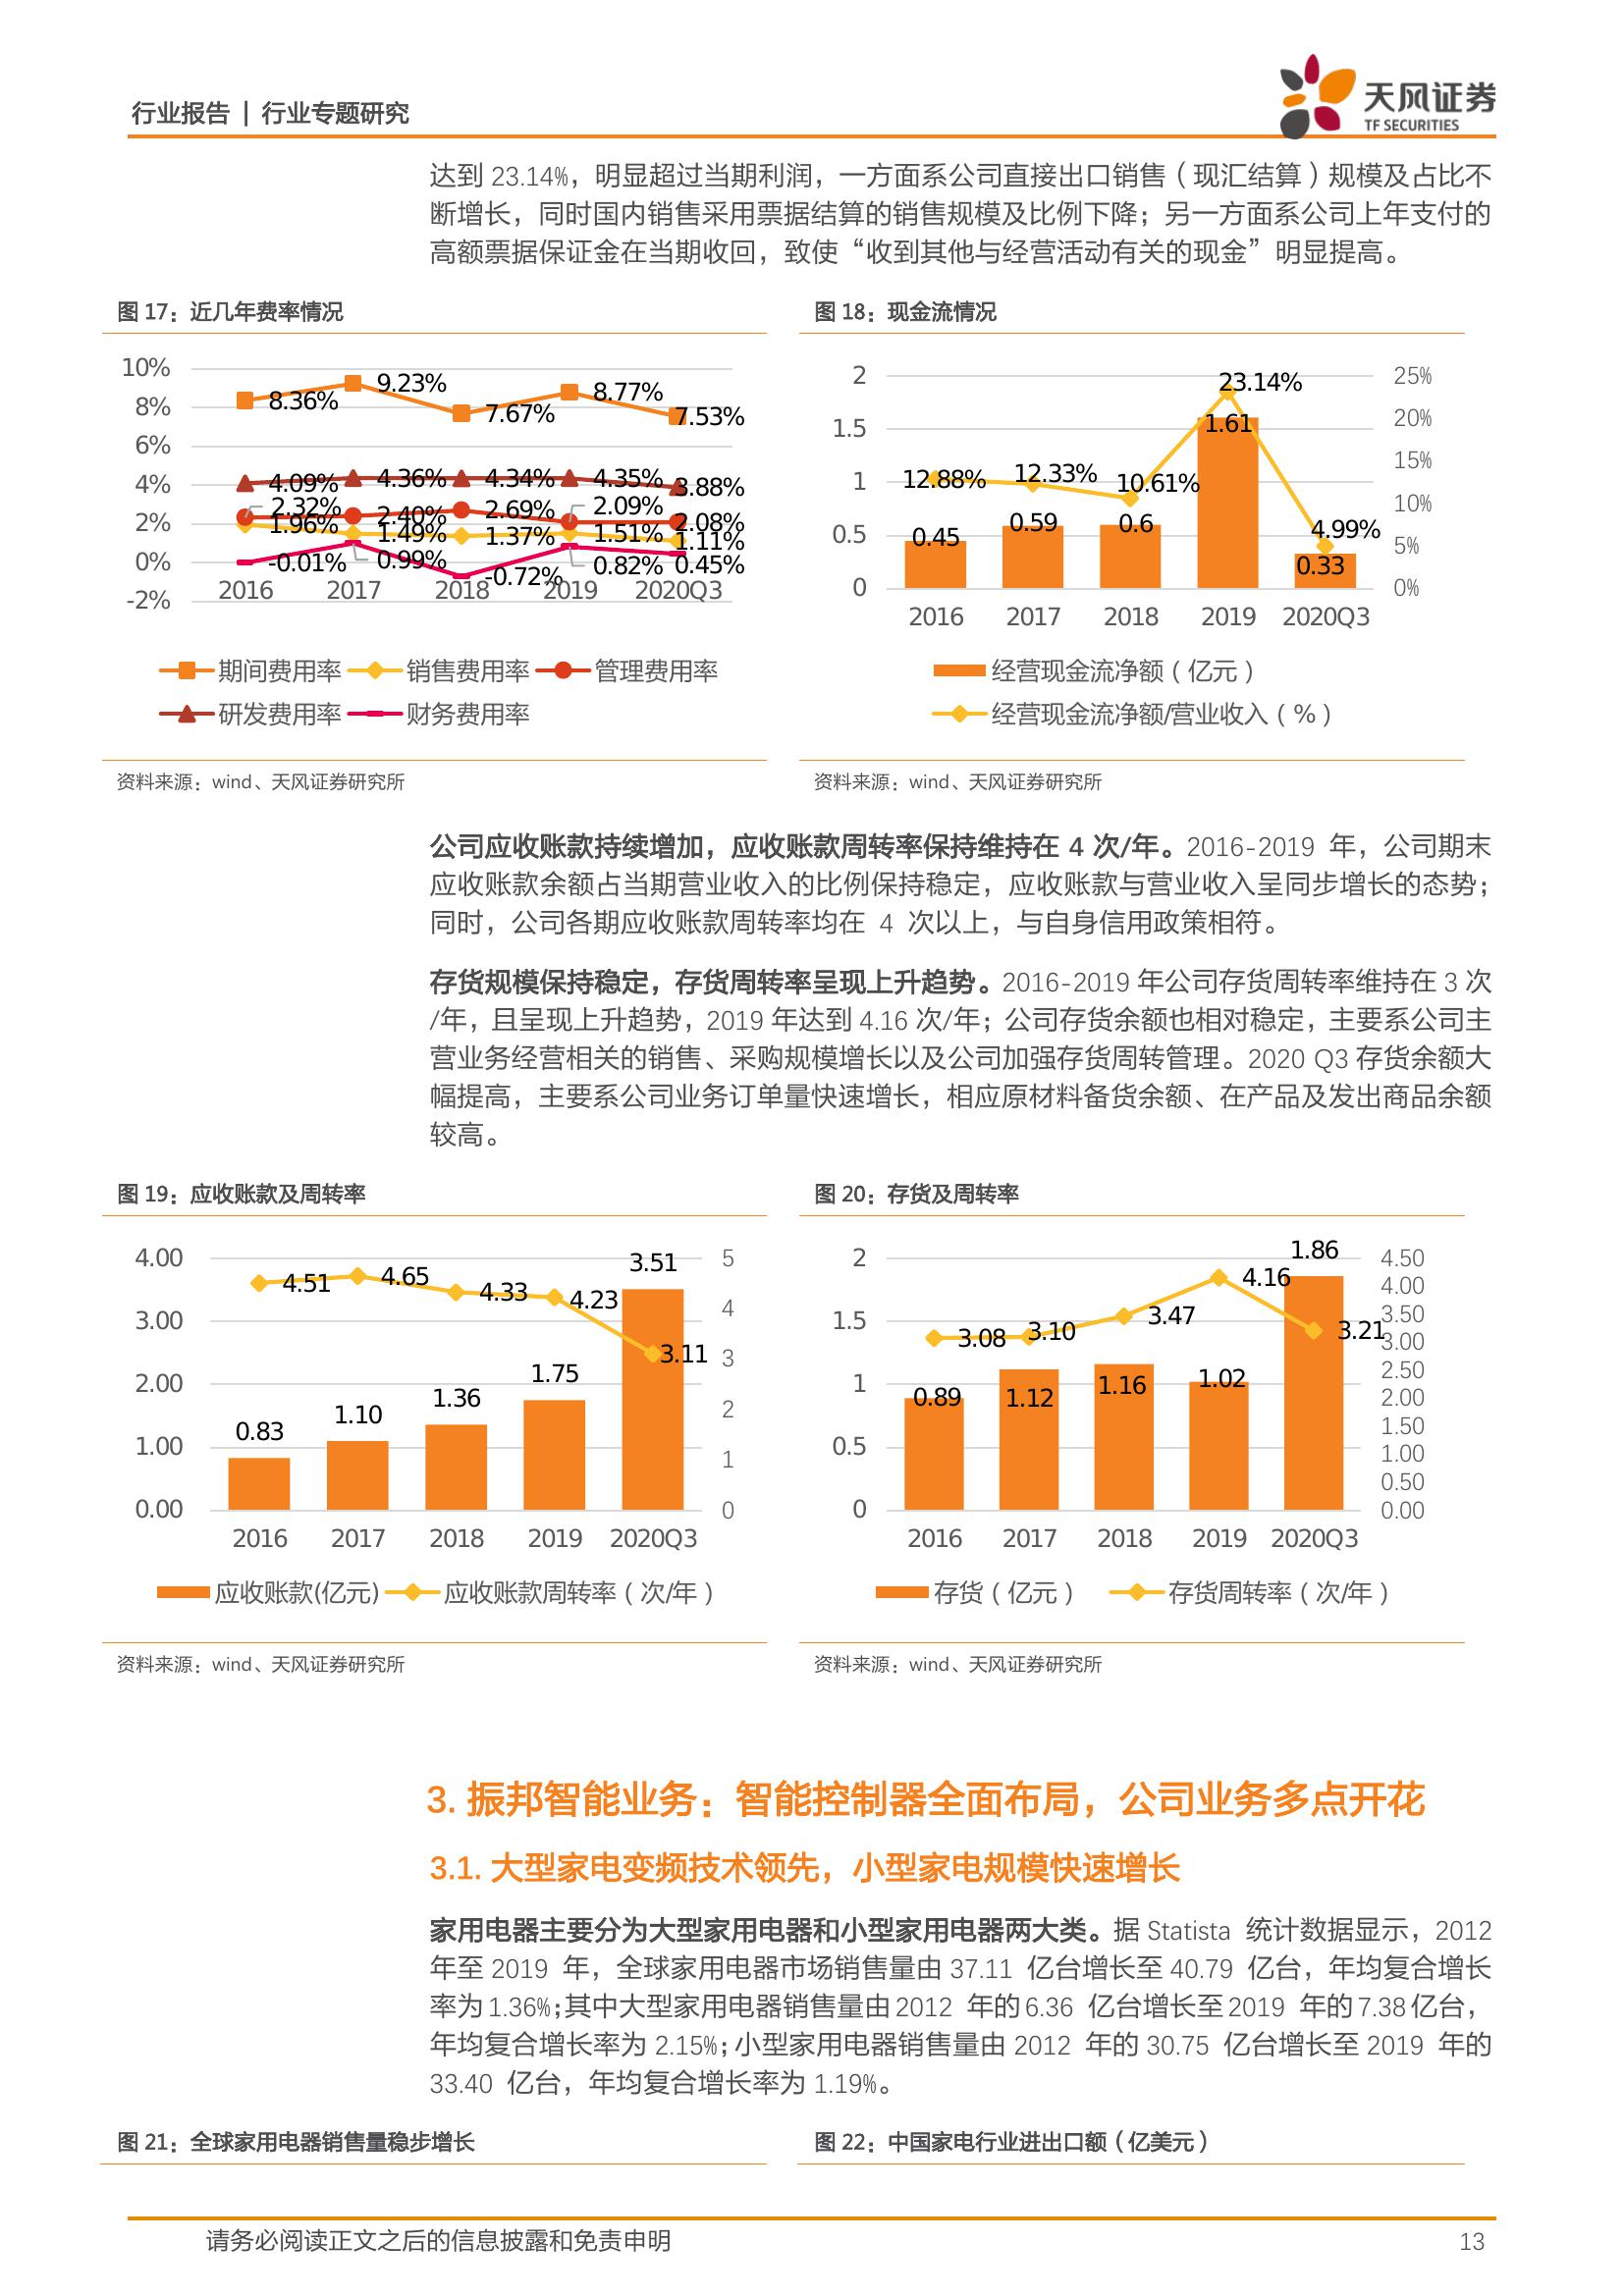 行业报告 | 行业专题研究
天风证券
TF SECURITIES
达到 23.14%，明显超过当期利润，一方面系公司直接出口销售（现汇结算）规模及占比不
断增长，同时国内销售采用票据结算的销售规模及比例下降；另一方面系公司上年支付的
高额票据保证金在当期收回，致使“收到其他与经营活动有关的现金”明显提高。
图 17：近几年费率情况
10%
8%
6%
4%
2%
0%
-2%
8.36% 9.23% 7.67% 8.77% 7.53%
4.09% 4.36% 4.34% 4.35% 3.88%
2.32% 2.40% 2.69% 2.09% 2.08%
1.96% 1.49% 1.37% 1.51% 1.11%
-0.01% 0.99% -0.72% 0.82% 0.45%
2016 2017 2018 2019 2020Q3
期间费用率 销售费用率 管理费用率
研发费用率 财务费用率
资料来源：wind、天风证券研究所
图 18：现金流情况
2
1.5
1
0.5
0
25%
20%
15%
10%
5%
0%
12.88% 12.33% 10.61% 23.14% 4.99%
0.45 0.59 0.6 1.61 0.33
2016 2017 2018 2019 2020Q3
经营现金流净额（亿元）
经营现金流净额/营业收入（%）
资料来源：wind、天风证券研究所
公司应收账款持续增加，应收账款周转率保持维持在 4 次/年。2016-2019 年，公司期末
应收账款余额占当期营业收入的比例保持稳定，应收账款与营业收入呈同步增长的态势；
同时，公司各期应收账款周转率均在 4 次以上，与自身信用政策相符。
存货规模保持稳定，存货周转率呈现上升趋势。2016-2019 年公司存货周转率维持在 3 次
/年，且呈现上升趋势，2019 年达到 4.16 次/年；公司存货余额也相对稳定，主要系公司主
营业务经营相关的销售、采购规模增长以及公司加强存货周转管理。2020 Q3 存货余额大
幅提高，主要系公司业务订单量快速增长，相应原材料备货余额、在产品及发出商品余额
较高。
图 19：应收账款及周转率
4.00
3.00
2.00
1.00
0.00
5
4
3
2
1
0
4.51 4.65 4.33 4.23 3.11
0.83 1.10 1.36 1.75 3.51
2016 2017 2018 2019 2020Q3
应收账款(亿元) 应收账款周转率（次/年）
资料来源：wind、天风证券研究所
图 20：存货及周转率
2
1.5
1
0.5
0
4.50
4.00
3.50
3.00
2.50
2.00
1.50
1.00
0.50
0.00
3.08 3.10 3.47 4.16 3.21
0.89 1.12 1.16 1.02 1.86
2016 2017 2018 2019 2020Q3
存货（亿元） 存货周转率（次/年）
资料来源：wind、天风证券研究所
3. 振邦智能业务：智能控制器全面布局，公司业务多点开花
3.1. 大型家电变频技术领先，小型家电规模快速增长
家用电器主要分为大型家用电器和小型家用电器两大类。据 Statista 统计数据显示，2012
年至 2019 年，全球家用电器市场销售量由 37.11 亿台增长至 40.79 亿台，年均复合增长
率为 1.36%；其中大型家用电器销售量由 2012 年的 6.36 亿台增长至 2019 年的 7.38 亿台，
年均复合增长率为 2.15%；小型家用电器销售量由 2012 年的 30.75 亿台增长至 2019 年的
33.40 亿台，年均复合增长率为 1.19%。
图 21：全球家用电器销售量稳步增长
图 22：中国家电行业进出口额（亿美元）
请务必阅读正文之后的信息披露和免责申明
13